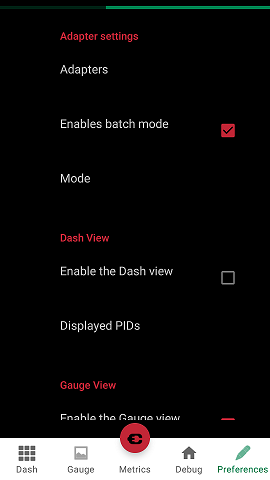 Adapter settings
Adapters
Enables batch mode
Mode
Dash View
Enable the Dash view
Displayed PIDs
Gauge View
Enable the Gauge view
Dash
Gauge
Metrics
Debug
Preferences